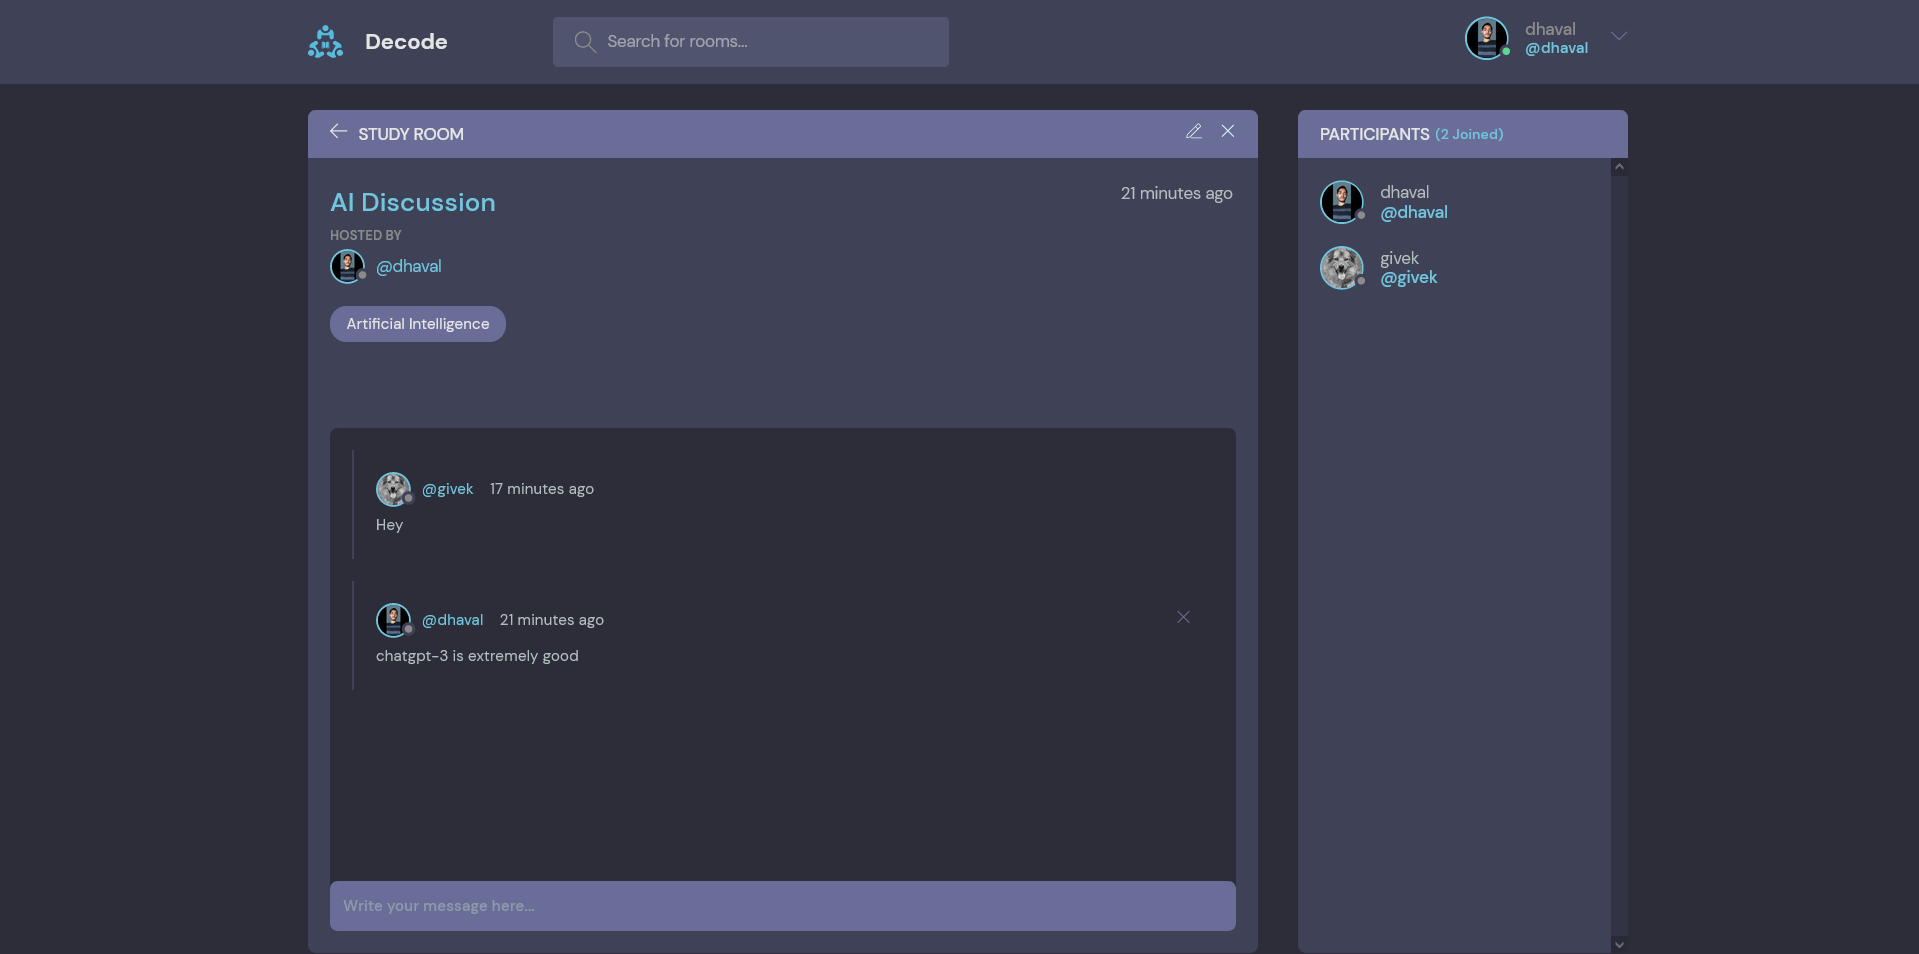 Decode
Search for rooms...
dhaval
@dhaval
STUDY ROOM
AI Discussion
21 minutes ago
HOSTED BY
@dhaval
Artificial Intelligence
@givek 17 minutes ago
Hey
@dhaval 21 minutes ago
chatgpt-3 is extremely good
Write your message here...
PARTICIPANTS (2 Joined)
dhaval
@dhaval
givek
@givek